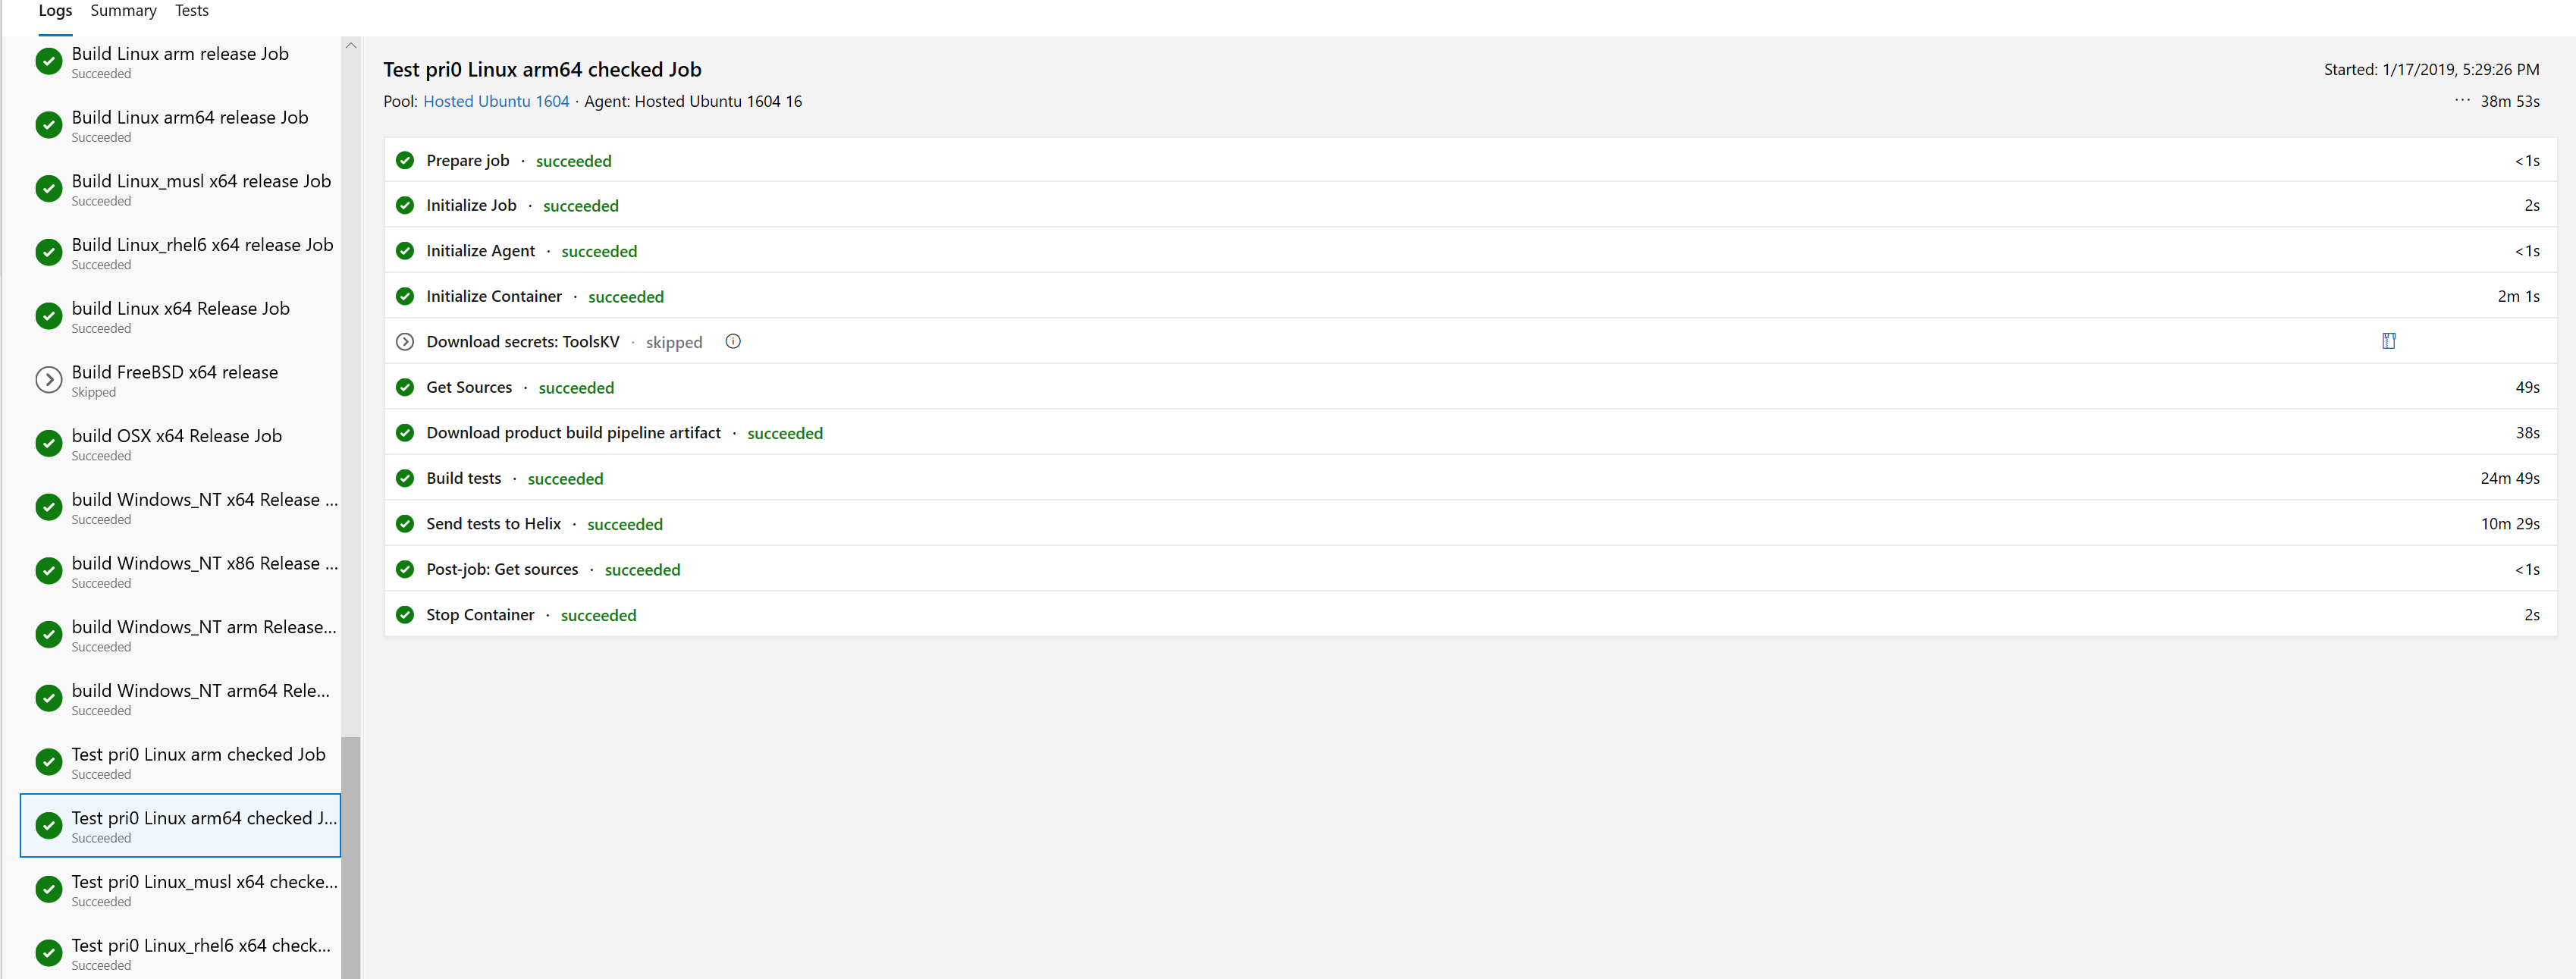 Logs Summary Tests
Build Linux arm release Job
Succeeded
Build Linux arm64 release Job
Succeeded
Build Linux_musl x64 release Job
Succeeded
Build Linux_rhel6 x64 release Job
Succeeded
build Linux x64 Release Job
Succeeded
Build FreeBSD x64 release
Skipped
build OSX x64 Release Job
Succeeded
build Windows_NT x64 Release ...
Succeeded
build Windows_NT x86 Release ...
Succeeded
build Windows_NT arm Release...
Succeeded
build Windows_NT arm64 Rele...
Succeeded
Test pri0 Linux arm checked Job
Succeeded
Test pri0 Linux arm64 checked J...
Succeeded
Test pri0 Linux_musl x64 checke...
Succeeded
Test pri0 Linux_rhel6 x64 check...
Succeeded
Test pri0 Linux arm64 checked Job
Started: 1/17/2019, 5:29:26 PM
Pool: Hosted Ubuntu 1604 · Agent: Hosted Ubuntu 1604 16
··· 38m 53s
Prepare job · succeeded <1s
Initialize Job · succeeded 2s
Initialize Agent · succeeded <1s
Initialize Container · succeeded 2m 1s
Download secrets: ToolsKV · skipped
Get Sources · succeeded 49s
Download product build pipeline artifact · succeeded 38s
Build tests · succeeded 24m 49s
Send tests to Helix · succeeded 10m 29s
Post-job: Get sources · succeeded <1s
Stop Container · succeeded 2s